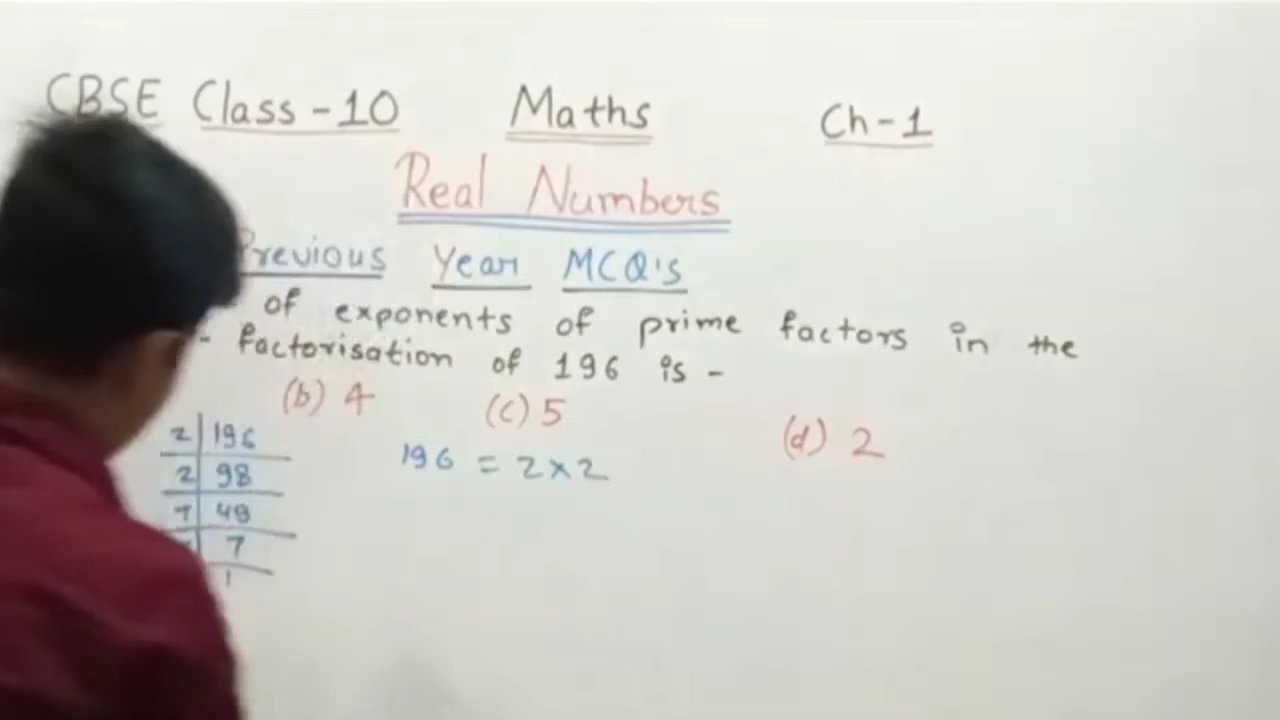 CBSE Class-10 Maths Ch-1
Real Numbers
Previous Year MCQ's
of exponents of prime factors in the
factorisation of 196 is -
(b) 4 (c) 5 (d) 2
2 | 196
2 | 98
7 | 49
7
1
196 = 2×2